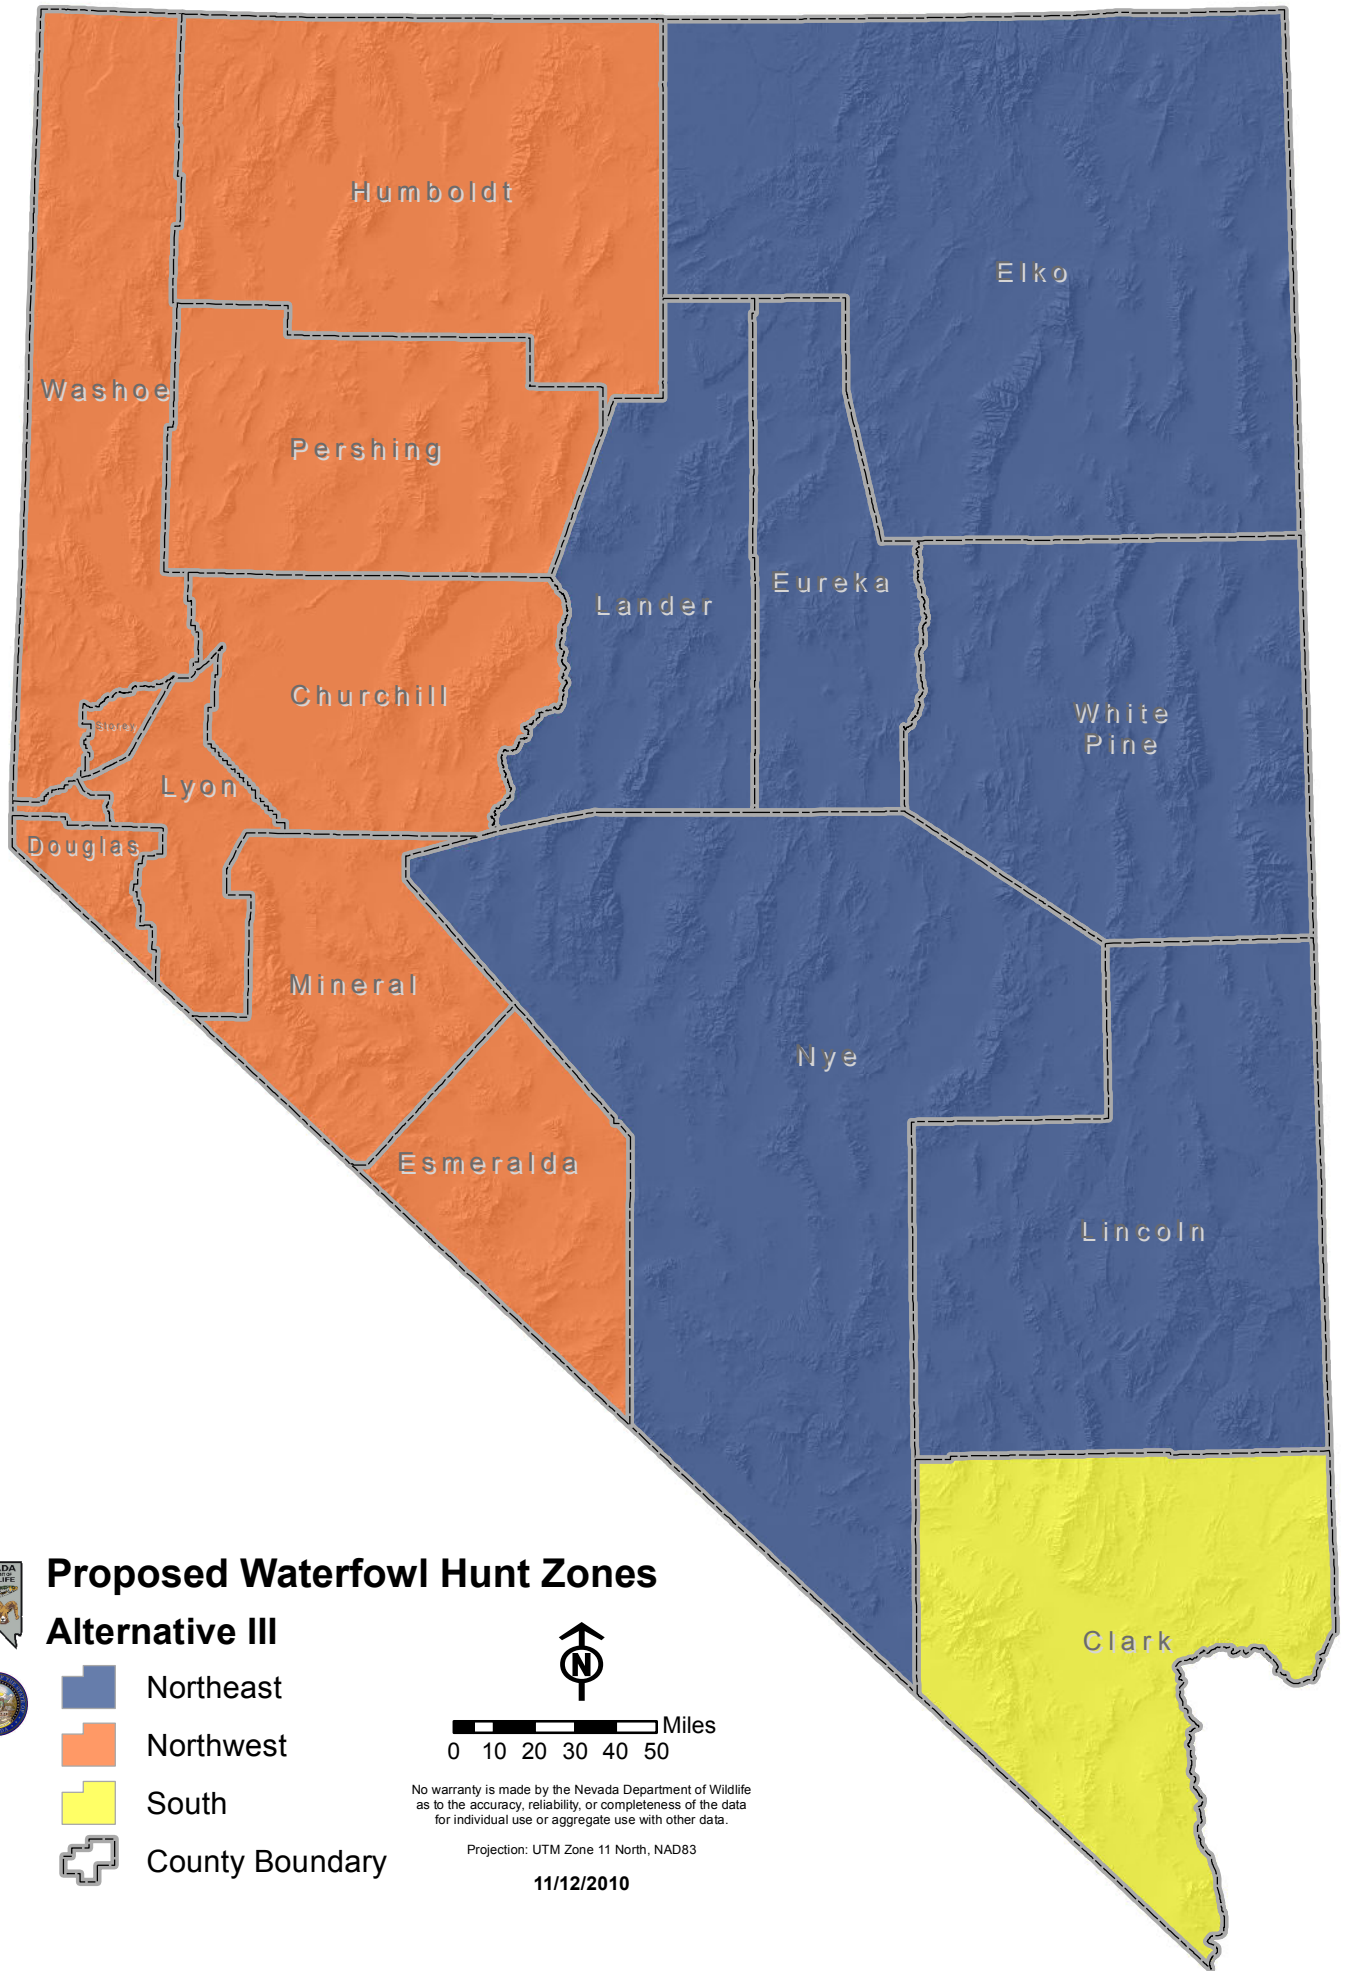 Humboldt
Elko
Washoe
Pershing
Eureka
Lander
Churchill
White
Pine
Storey
Lyon
Douglas
Mineral
Nye
Esmeralda
Lincoln
Clark
Proposed Waterfowl Hunt Zones
Alternative III
Northeast
Northwest
South
County Boundary
N
Miles
0 10 20 30 40 50
No warranty is made by the Nevada Department of Wildlife
as to the accuracy, reliability, or completeness of the data
for individual use or aggregate use with other data.
Projection: UTM Zone 11 North, NAD83
11/12/2010